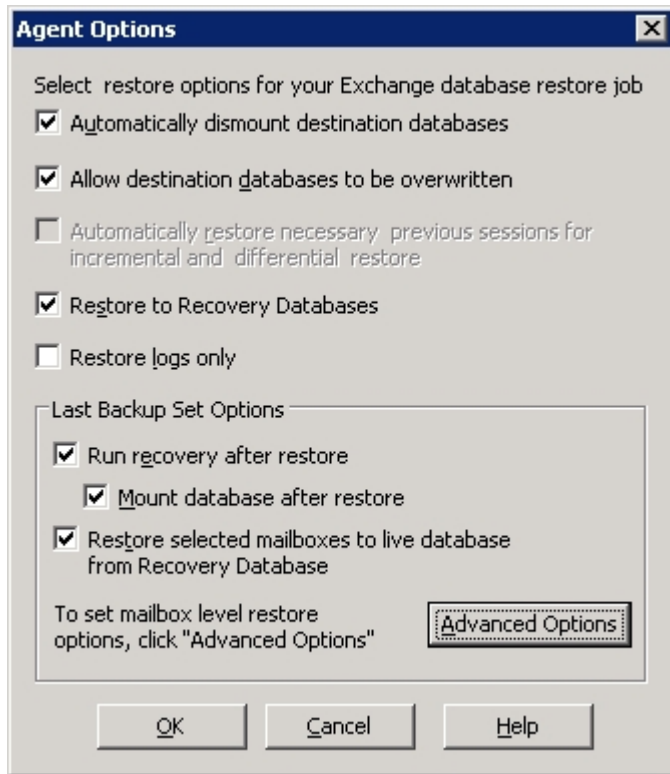 Agent Options
Select restore options for your Exchange database restore job
Automatically dismount destination databases
Allow destination databases to be overwritten
Automatically restore necessary previous sessions for
incremental and differential restore
Restore to Recovery Databases
Restore logs only
Last Backup Set Options
Run recovery after restore
Mount database after restore
Restore selected mailboxes to live database
from Recovery Database
To set mailbox level restore
options, click "Advanced Options"
Advanced Options
OK Cancel Help